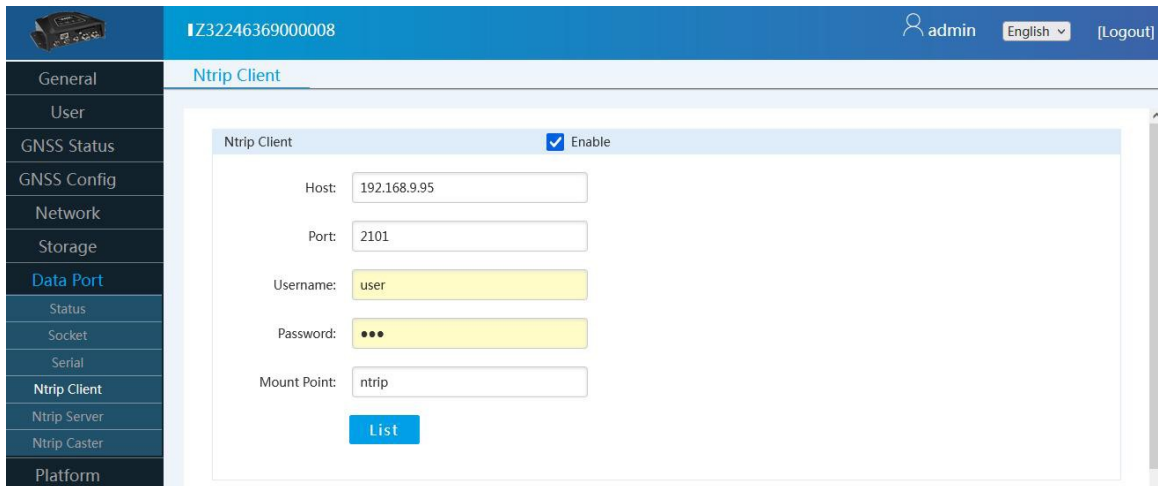 IZ32246369000008
admin
English
[Logout]
General
User
GNSS Status
GNSS Config
Network
Storage
Data Port
Status
Socket
Serial
Ntrip Client
Ntrip Server
Ntrip Caster
Platform
Ntrip Client
Ntrip Client
Enable
Host: 192.168.9.95
Port: 2101
Username: user
Password: •••
Mount Point: ntrip
List